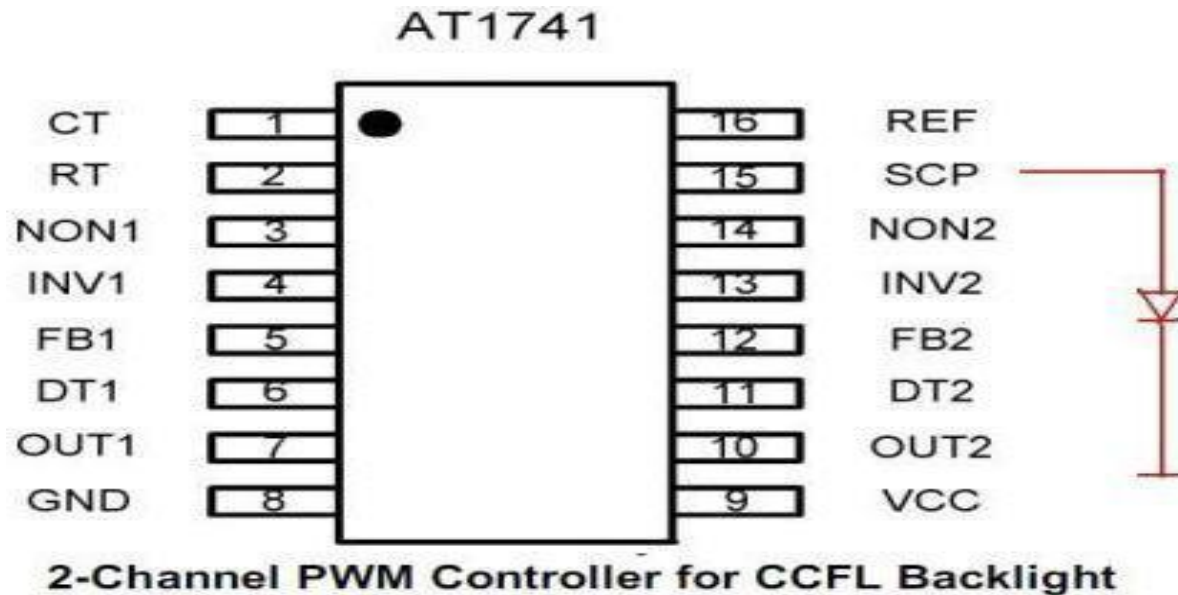 AT1741
CT 1 16 REF
RT 2 15 SCP
NON1 3 14 NON2
INV1 4 13 INV2
FB1 5 12 FB2
DT1 6 11 DT2
OUT1 7 10 OUT2
GND 8 9 VCC
2-Channel PWM Controller for CCFL Backlight